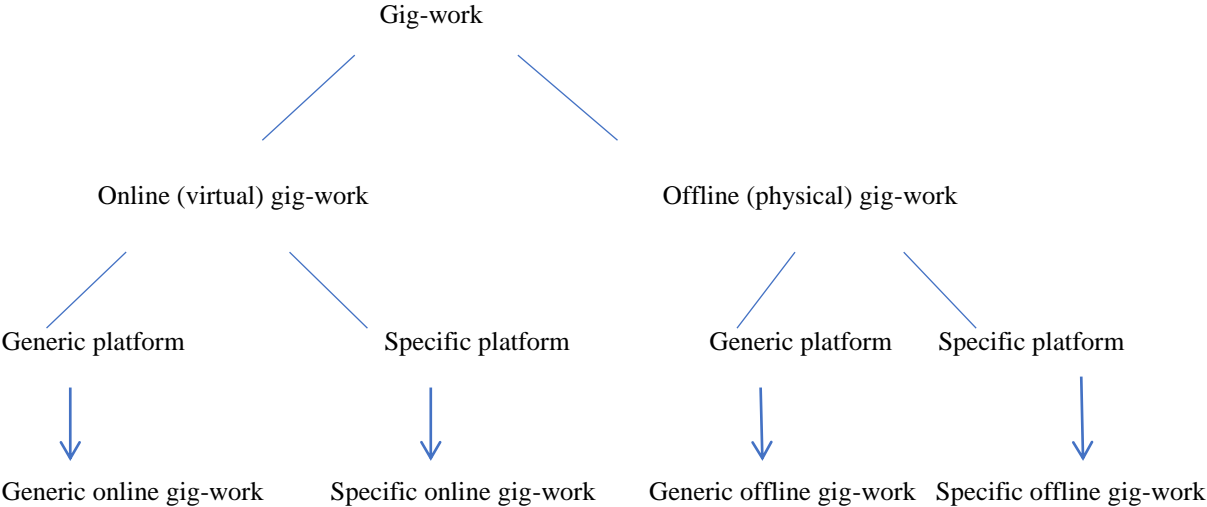 Gig-work
Online (virtual) gig-work
Offline (physical) gig-work
Generic platform
Specific platform
Generic platform
Specific platform
Generic online gig-work
Specific online gig-work
Generic offline gig-work
Specific offline gig-work